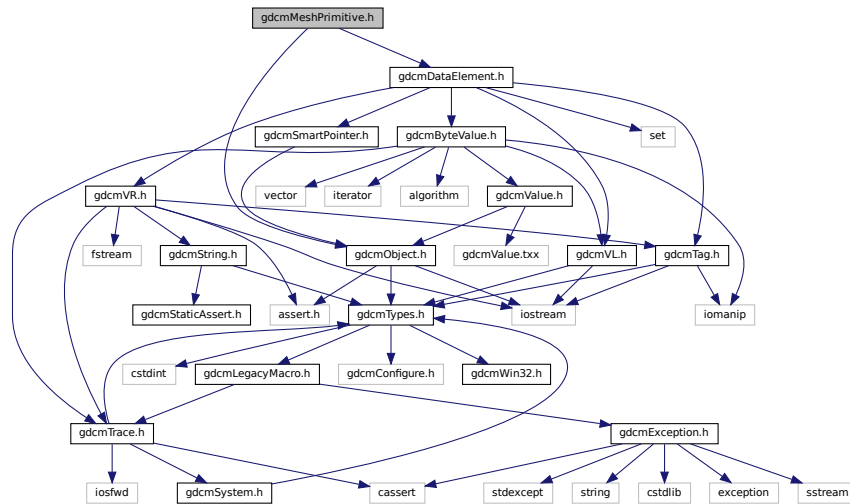 gdcmMeshPrimitive.h
gdcmDataElement.h
gdcmSmartPointer.h
gdcmByteValue.h
set
gdcmVR.h
vector
iterator
algorithm
gdcmValue.h
fstream
gdcmString.h
gdcmObject.h
gdcmValue.txx
gdcmVL.h
gdcmTag.h
gdcmStaticAssert.h
assert.h
gdcmTypes.h
iostream
iomanip
cstdint
gdcmLegacyMacro.h
gdcmConfigure.h
gdcmWin32.h
gdcmTrace.h
gdcmException.h
iosfwd
gdcmSystem.h
cassert
stdexcept
string
cstdlib
exception
sstream